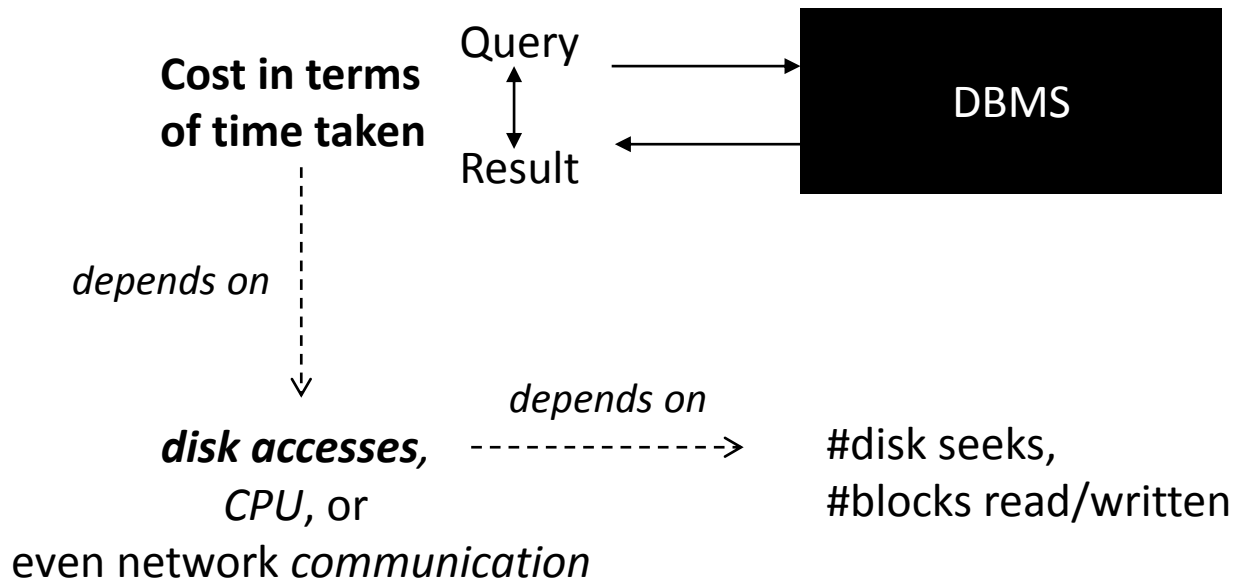 Query
Cost in terms
of time taken
DBMS
Result
depends on
depends on
disk accesses,
CPU, or
even network communication
#disk seeks,
#blocks read/written